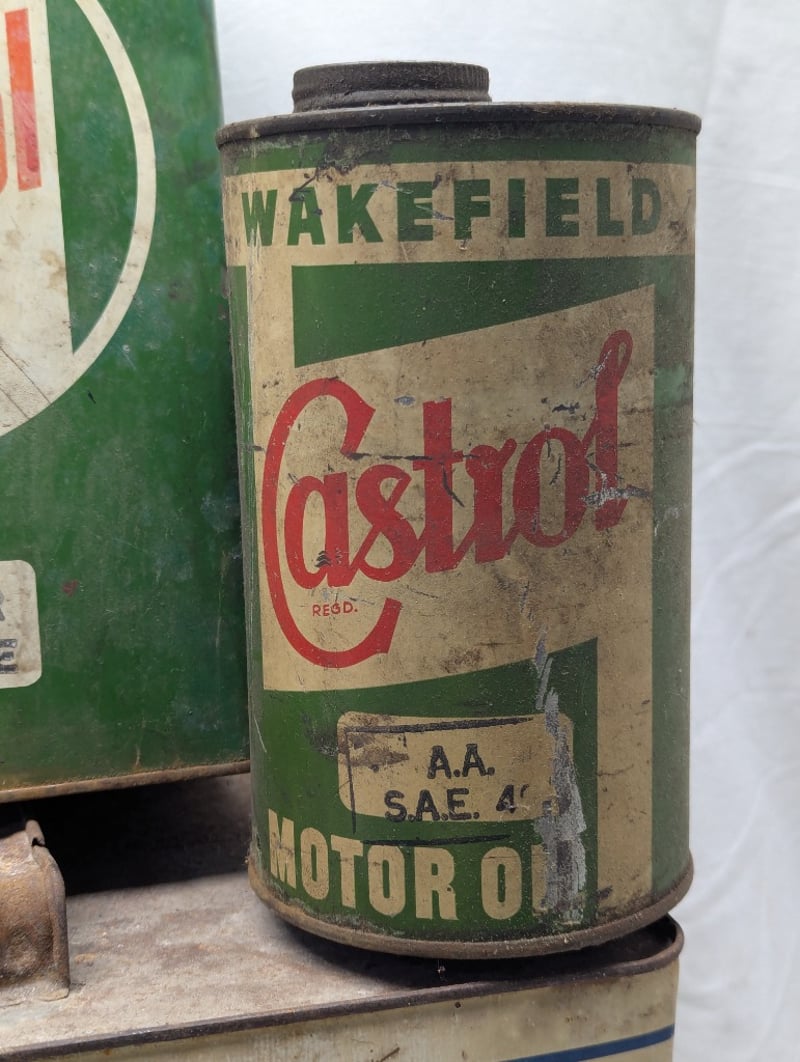 WAKEFIELD
Castrol
REGD.
A.A.
S.A.E.
MOTOR